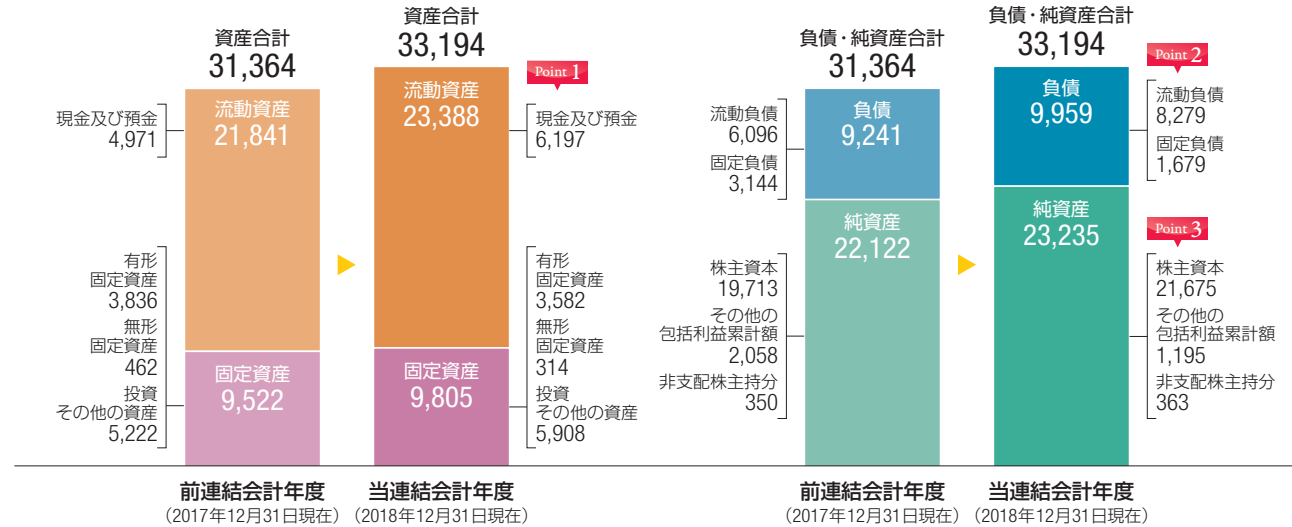 資産合計
31,364
流動資産
21,841
現金及び預金
4,971
有形
固定資産
3,836
無形
固定資産
462
投資
その他の資産
5,222
固定資産
9,522
前連結会計年度
(2017年12月31日現在)
資産合計
33,194
流動資産
23,388
Point 1
現金及び預金
6,197
有形
固定資産
3,582
無形
固定資産
314
投資
その他の資産
5,908
固定資産
9,805
当連結会計年度
(2018年12月31日現在)
負債・純資産合計
31,364
負債
9,241
流動負債
6,096
固定負債
3,144
純資産
22,122
株主資本
19,713
その他の
包括利益累計額
2,058
非支配株主持分
350
前連結会計年度
(2017年12月31日現在)
負債・純資産合計
33,194
Point 2
負債
9,959
流動負債
8,279
固定負債
1,679
純資産
23,235
Point 3
株主資本
21,675
その他の
包括利益累計額
1,195
非支配株主持分
363
当連結会計年度
(2018年12月31日現在)